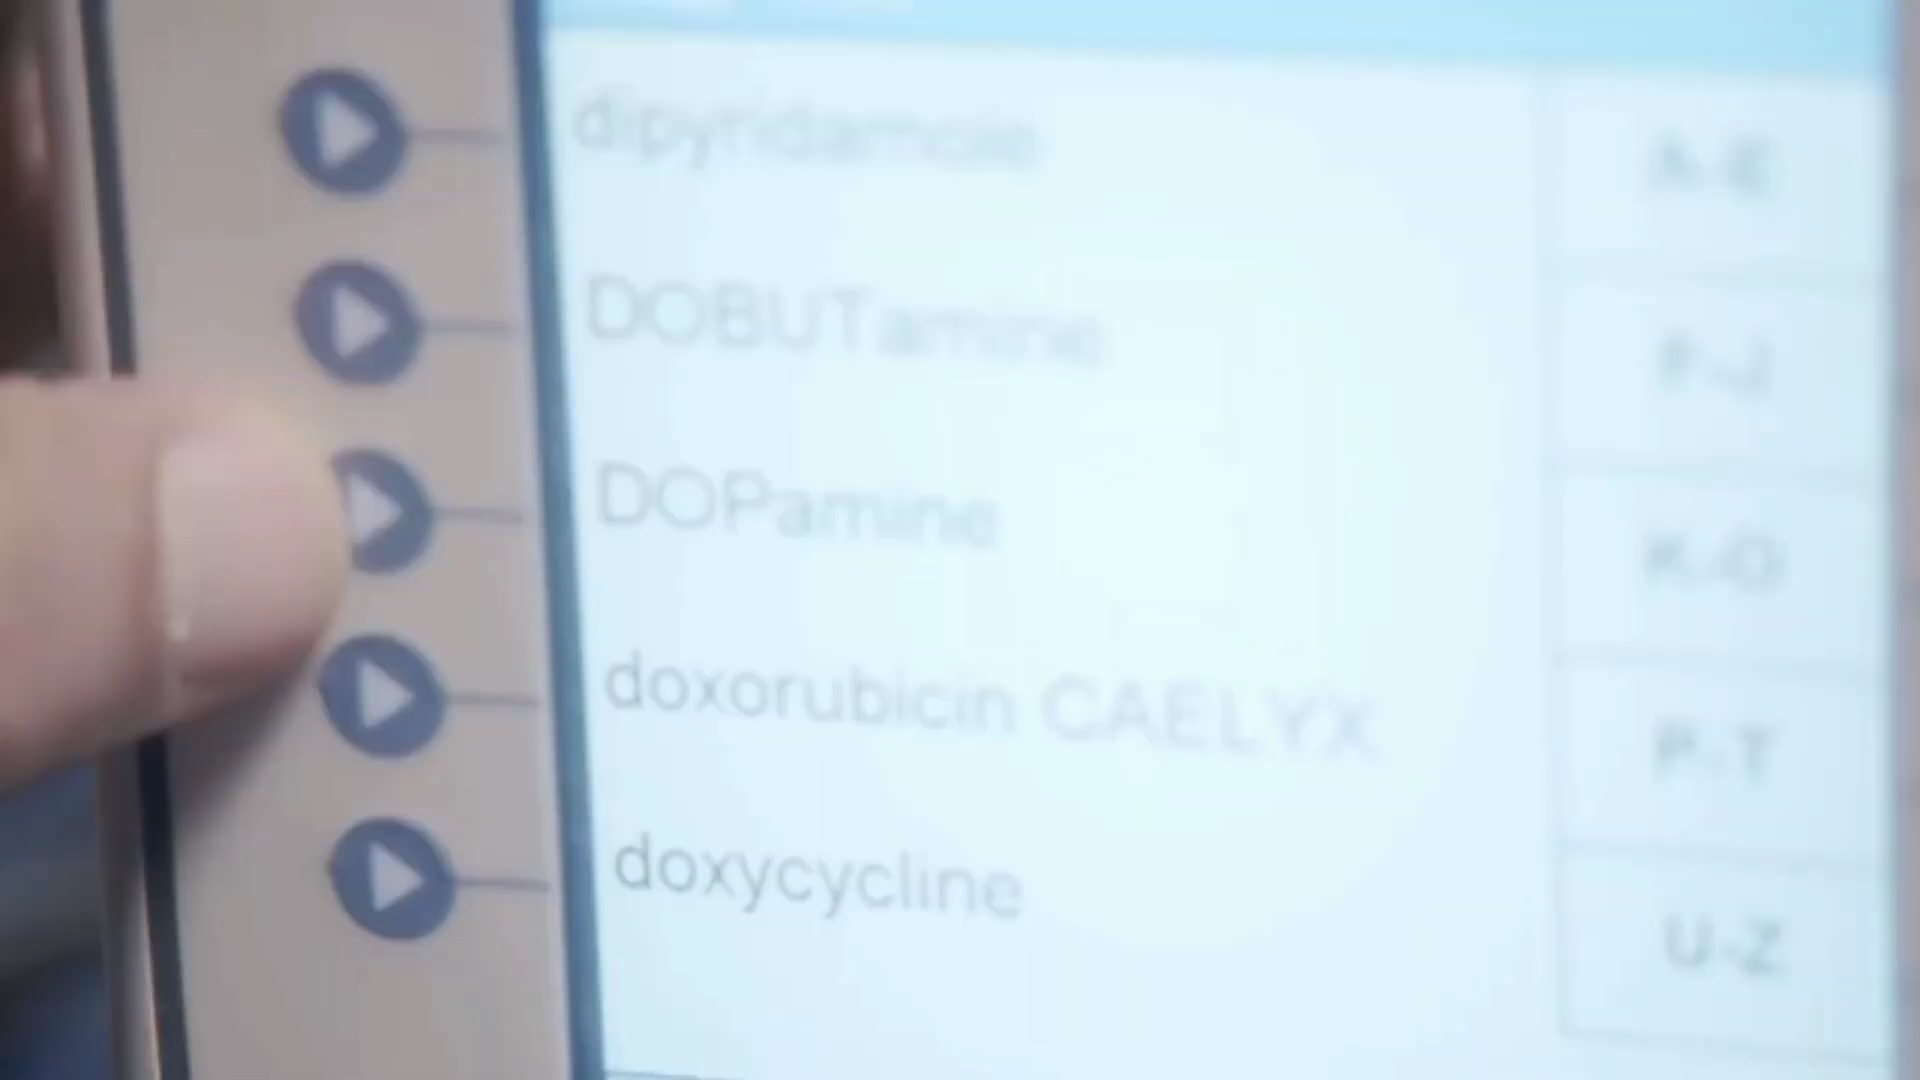 dipyridamole
A-E
DOBUTamine
F-J
DOPamine
K-O
doxorubicin CAELYX
P-T
doxycycline
U-Z